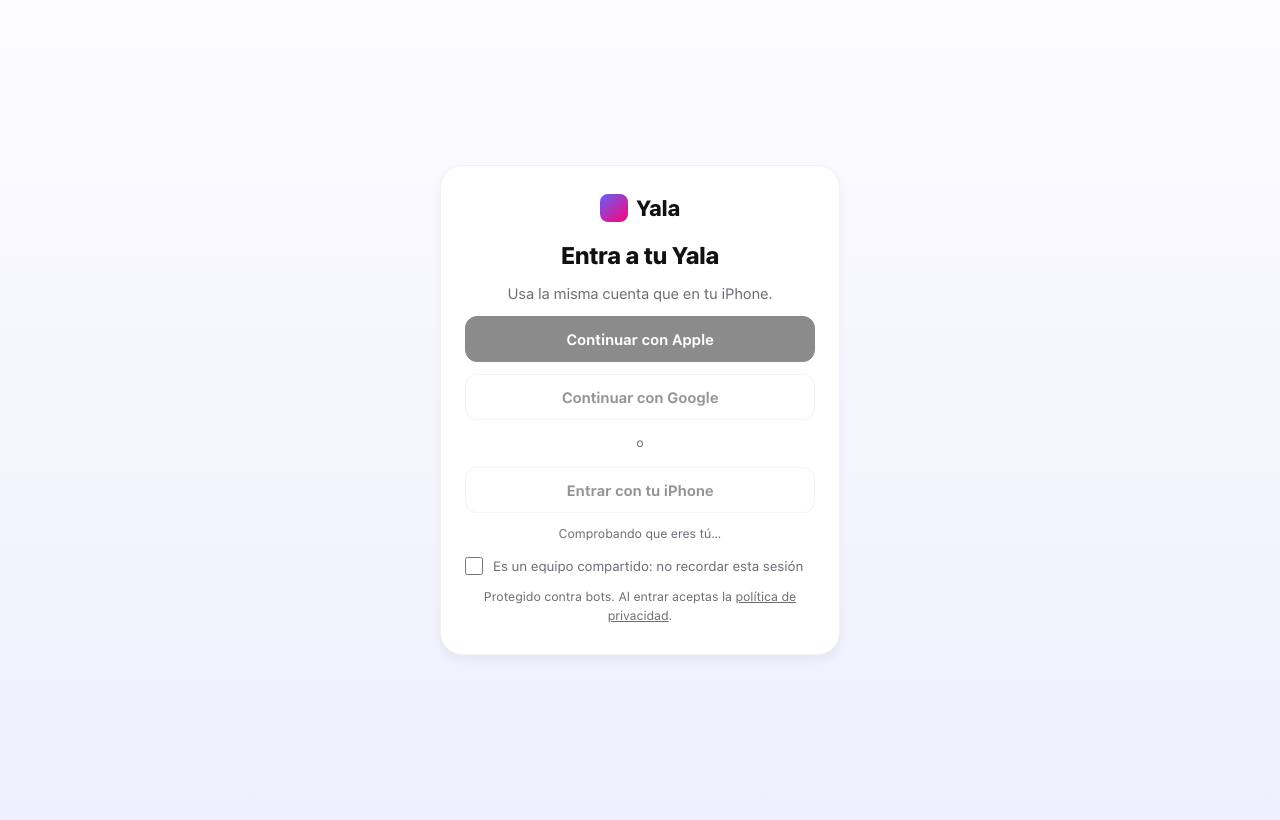 Yala
Entra a tu Yala
Usa la misma cuenta que en tu iPhone.
Continuar con Apple
Continuar con Google
o
Entrar con tu iPhone
Comprobando que eres tú…
Es un equipo compartido: no recordar esta sesión
Protegido contra bots. Al entrar aceptas la política de
privacidad.